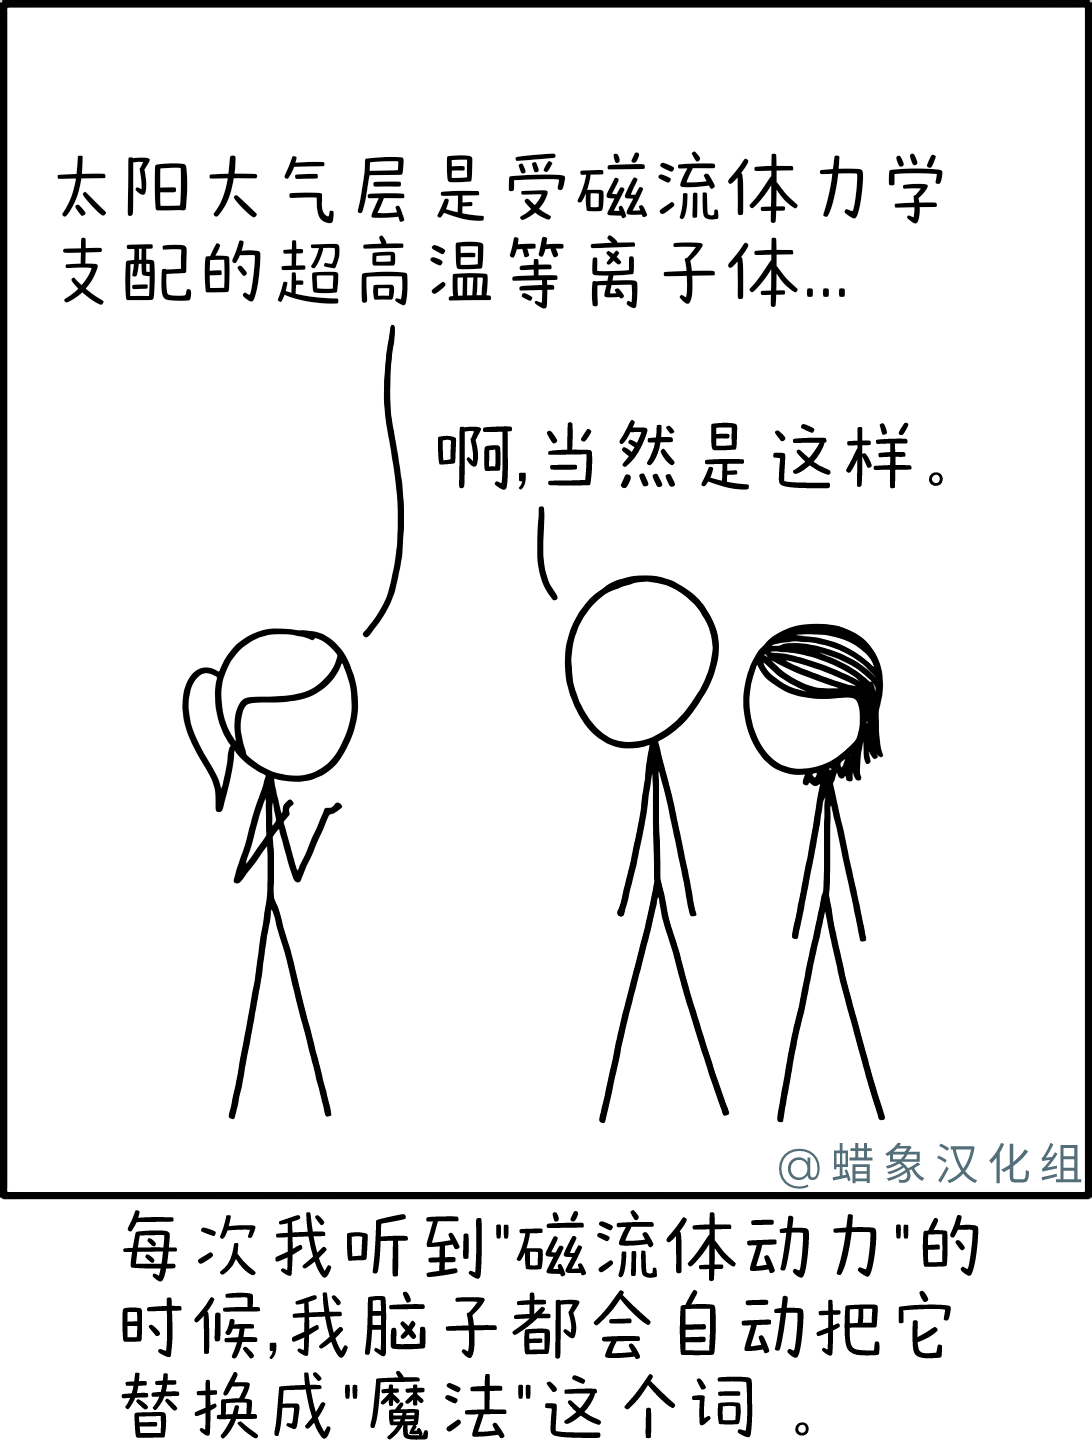 太阳大气层是受磁流体力学
支配的超高温等离子体...
啊,当然是这样。
@蜡象汉化组
每次我听到"磁流体动力"的
时候,我脑子都会自动把它
替换成"魔法"这个词。